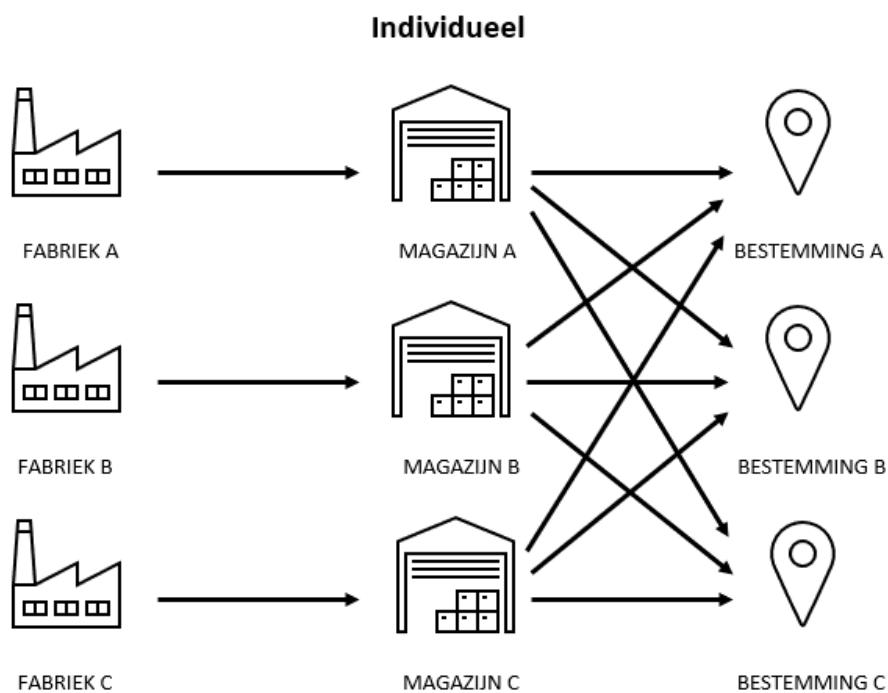 Individueel
FABRIEK A
MAGAZIJN A
BESTEMMING A
FABRIEK B
MAGAZIJN B
BESTEMMING B
FABRIEK C
MAGAZIJN C
BESTEMMING C